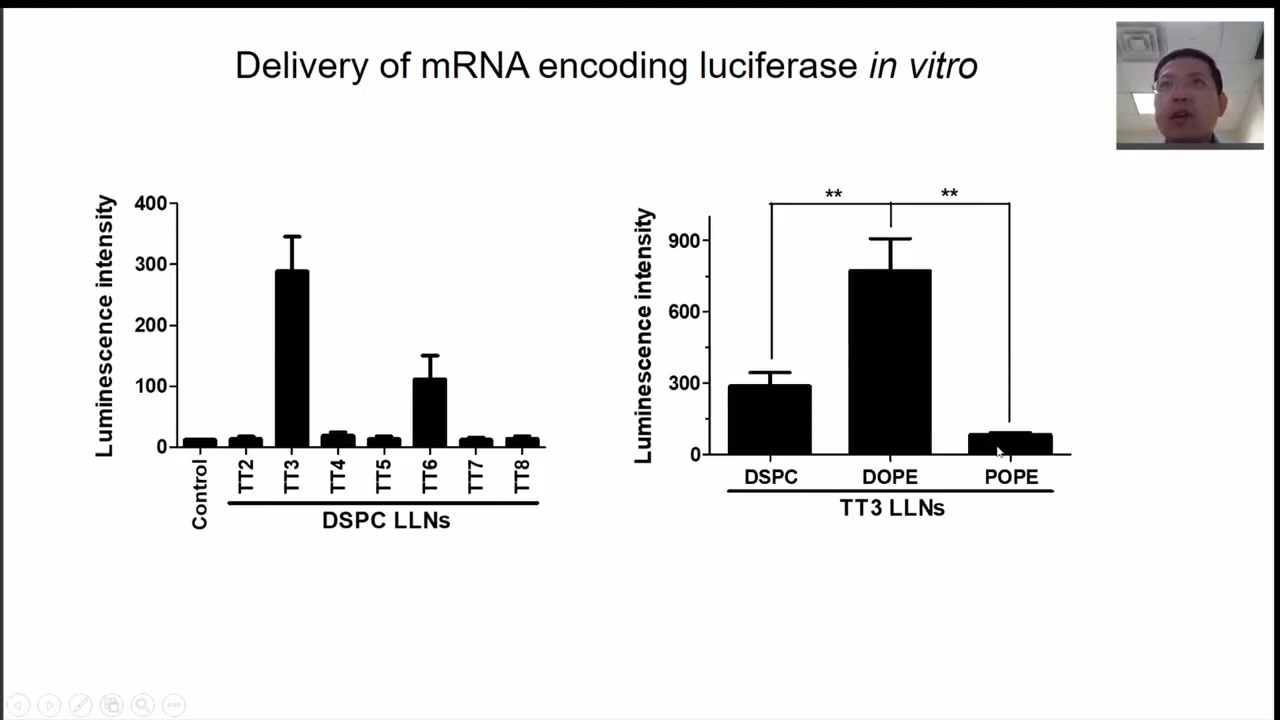 Delivery of mRNA encoding luciferase in vitro
Luminescence intensity
400
300
200
100
0
Control
TT2
TT3
TT4
TT5
TT6
TT7
TT8
DSPC LLNs
Luminescence intensity
900
600
300
0
** **
DSPC DOPE POPE
TT3 LLNs